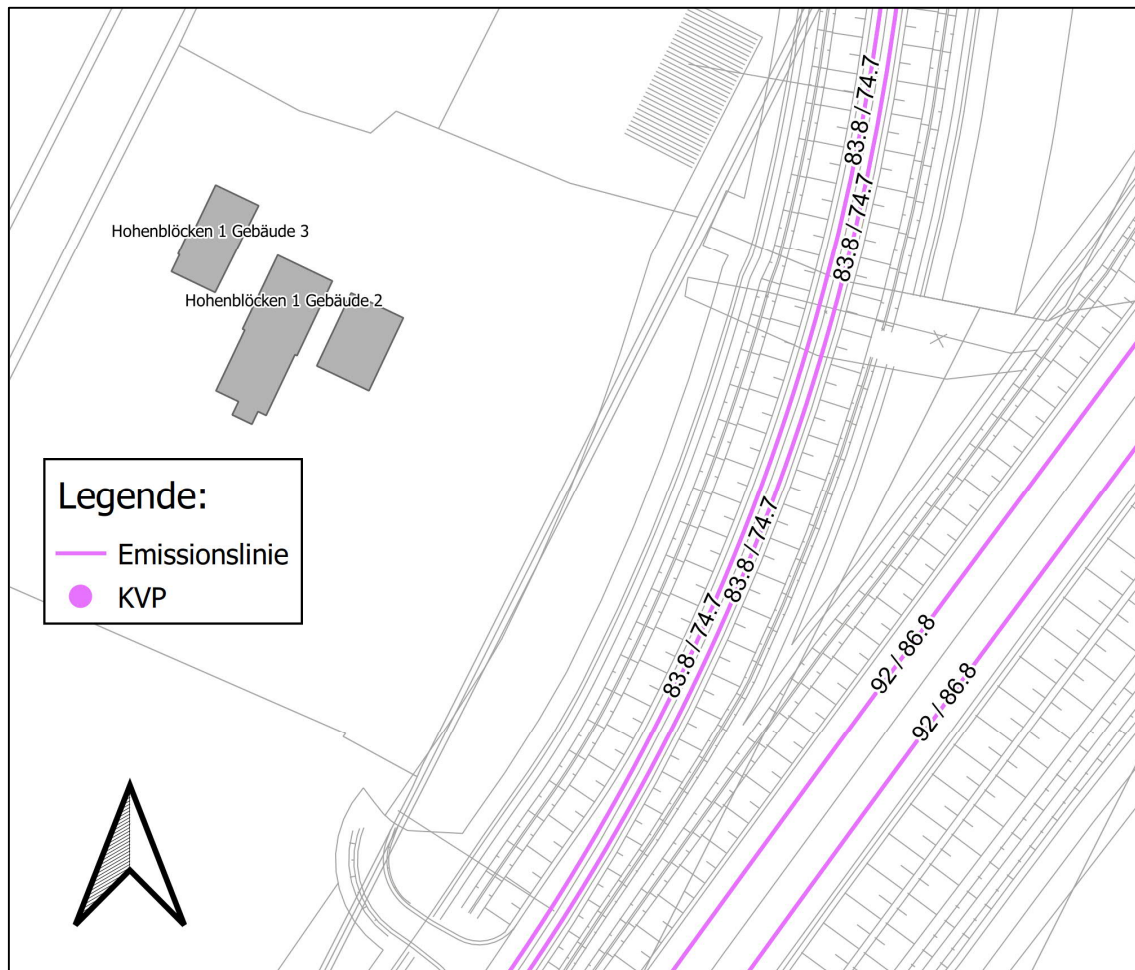 83.8 / 74.7
83.8 / 74.7
Hohenblöcken 1 Gebäude 3
Hohenblöcken 1 Gebäude 2
Legende:
Emissionslinie
KVP
83.8 / 74.7
83.8 / 74.7
92 / 86.8
92 / 86.8